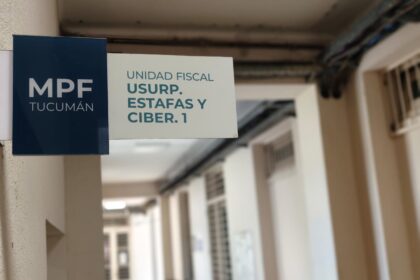 MPF
TUCUMÁN
UNIDAD FISCAL
USURP.
ESTAFAS Y
CIBER. 1